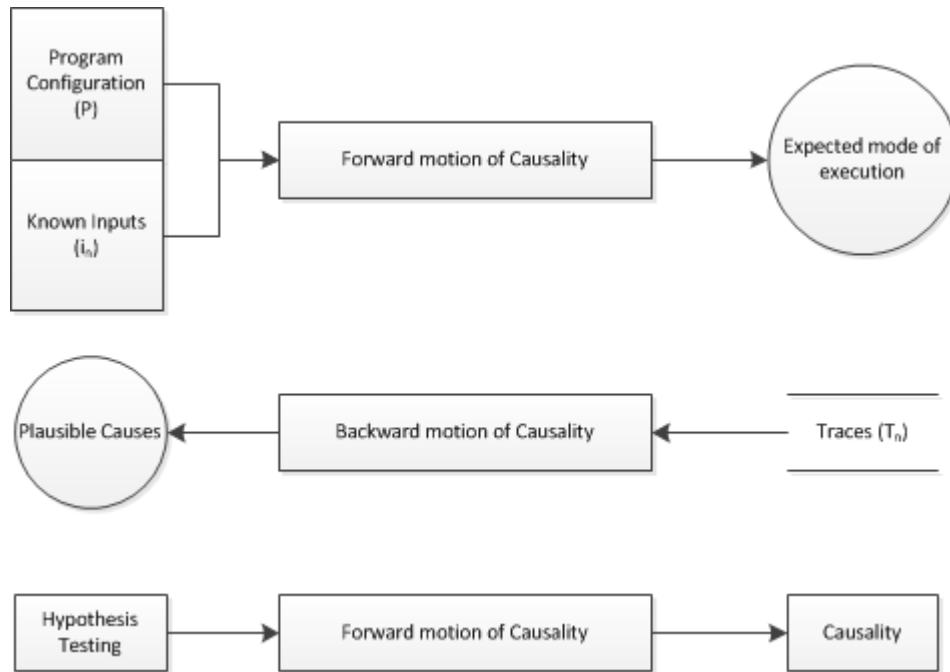 Program
Configuration
(P)
Known Inputs
(iₙ)
Forward motion of Causality
Expected mode of
execution
Plausible Causes
Backward motion of Causality
Traces (Tₙ)
Hypothesis
Testing
Forward motion of Causality
Causality